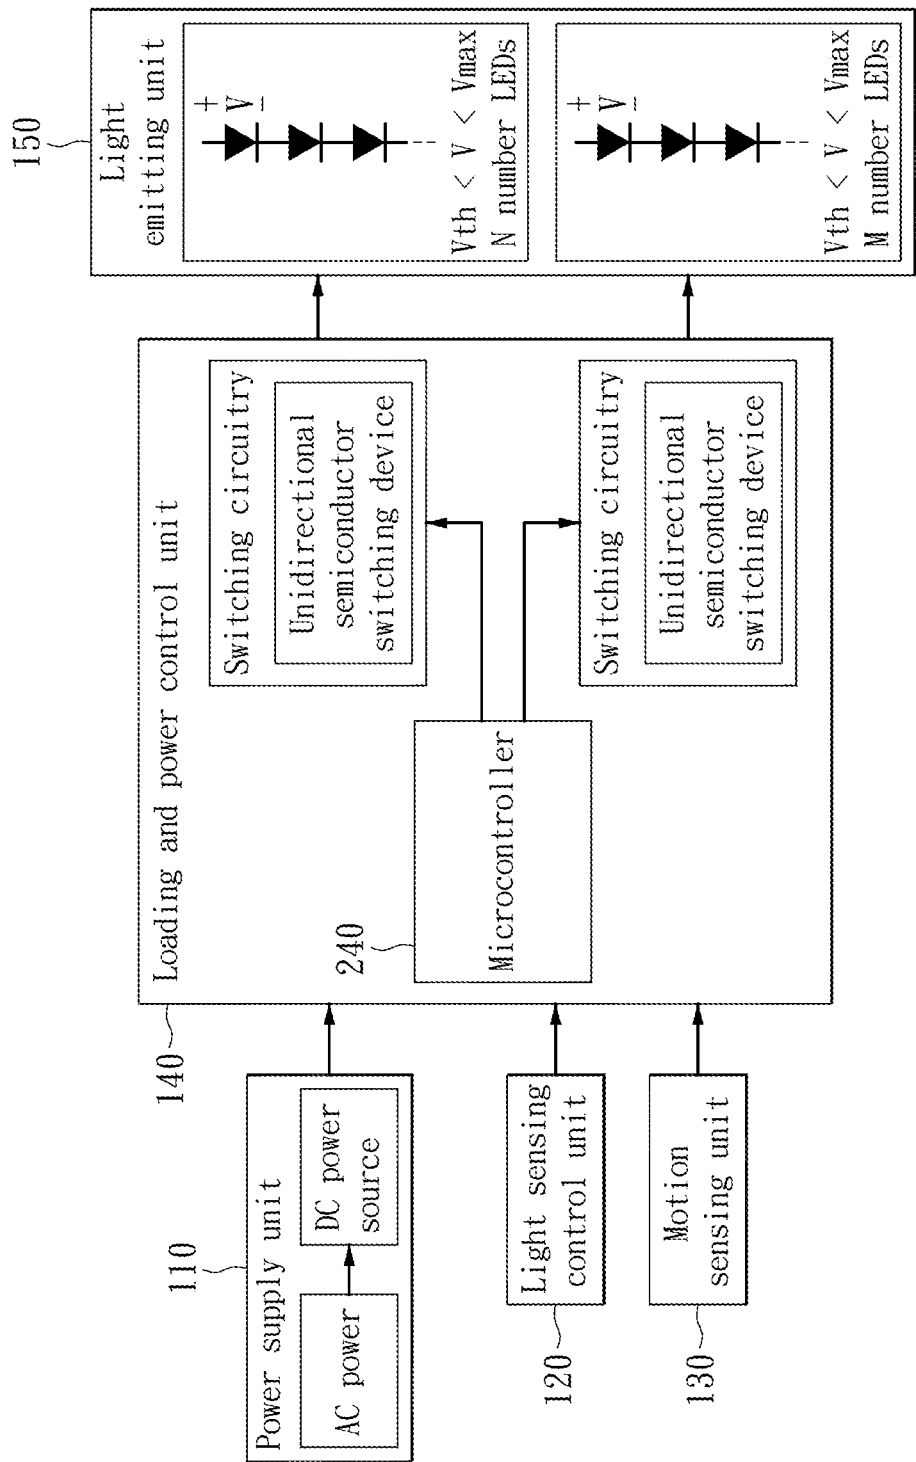 110
Power supply unit
AC power
DC power
source
120
Light sensing
control unit
130
Motion
sensing unit
140
Loading and power control unit
240
Microcontroller
Switching circuitry
Unidirectional
semiconductor
switching device
Switching circuitry
Unidirectional
semiconductor
switching device
150
Light
emitting unit
+
V
−
Vth < V < Vmax
N number LEDs
+
V
−
Vth < V < Vmax
M number LEDs